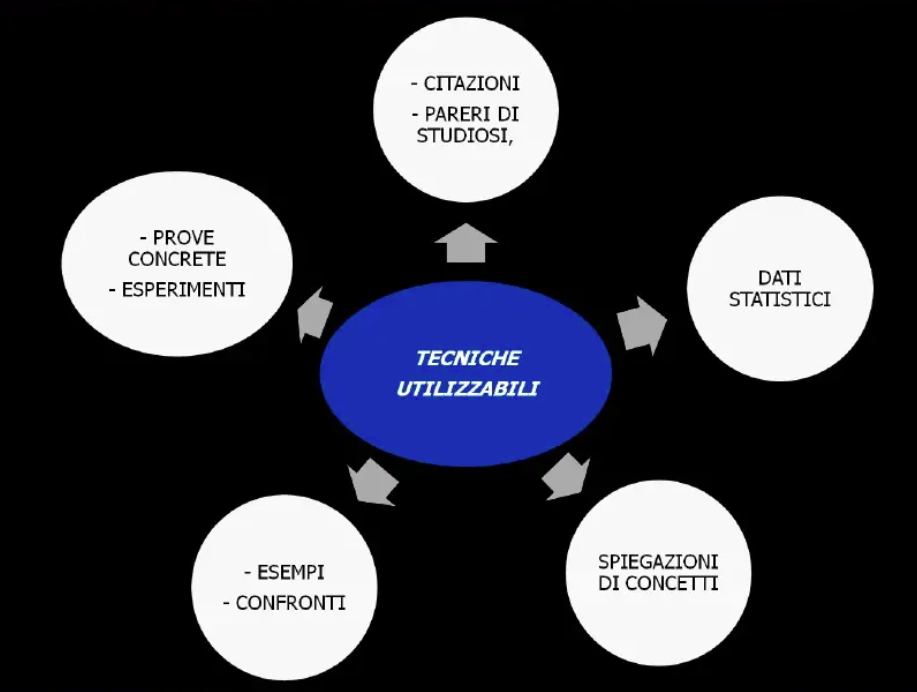 - CITAZIONI
- PARERI DI
STUDIOSI,
- PROVE
CONCRETE
- ESPERIMENTI
DATI
STATISTICI
TECNICHE
UTILIZZABILI
- ESEMPI
- CONFRONTI
SPIEGAZIONI
DI CONCETTI